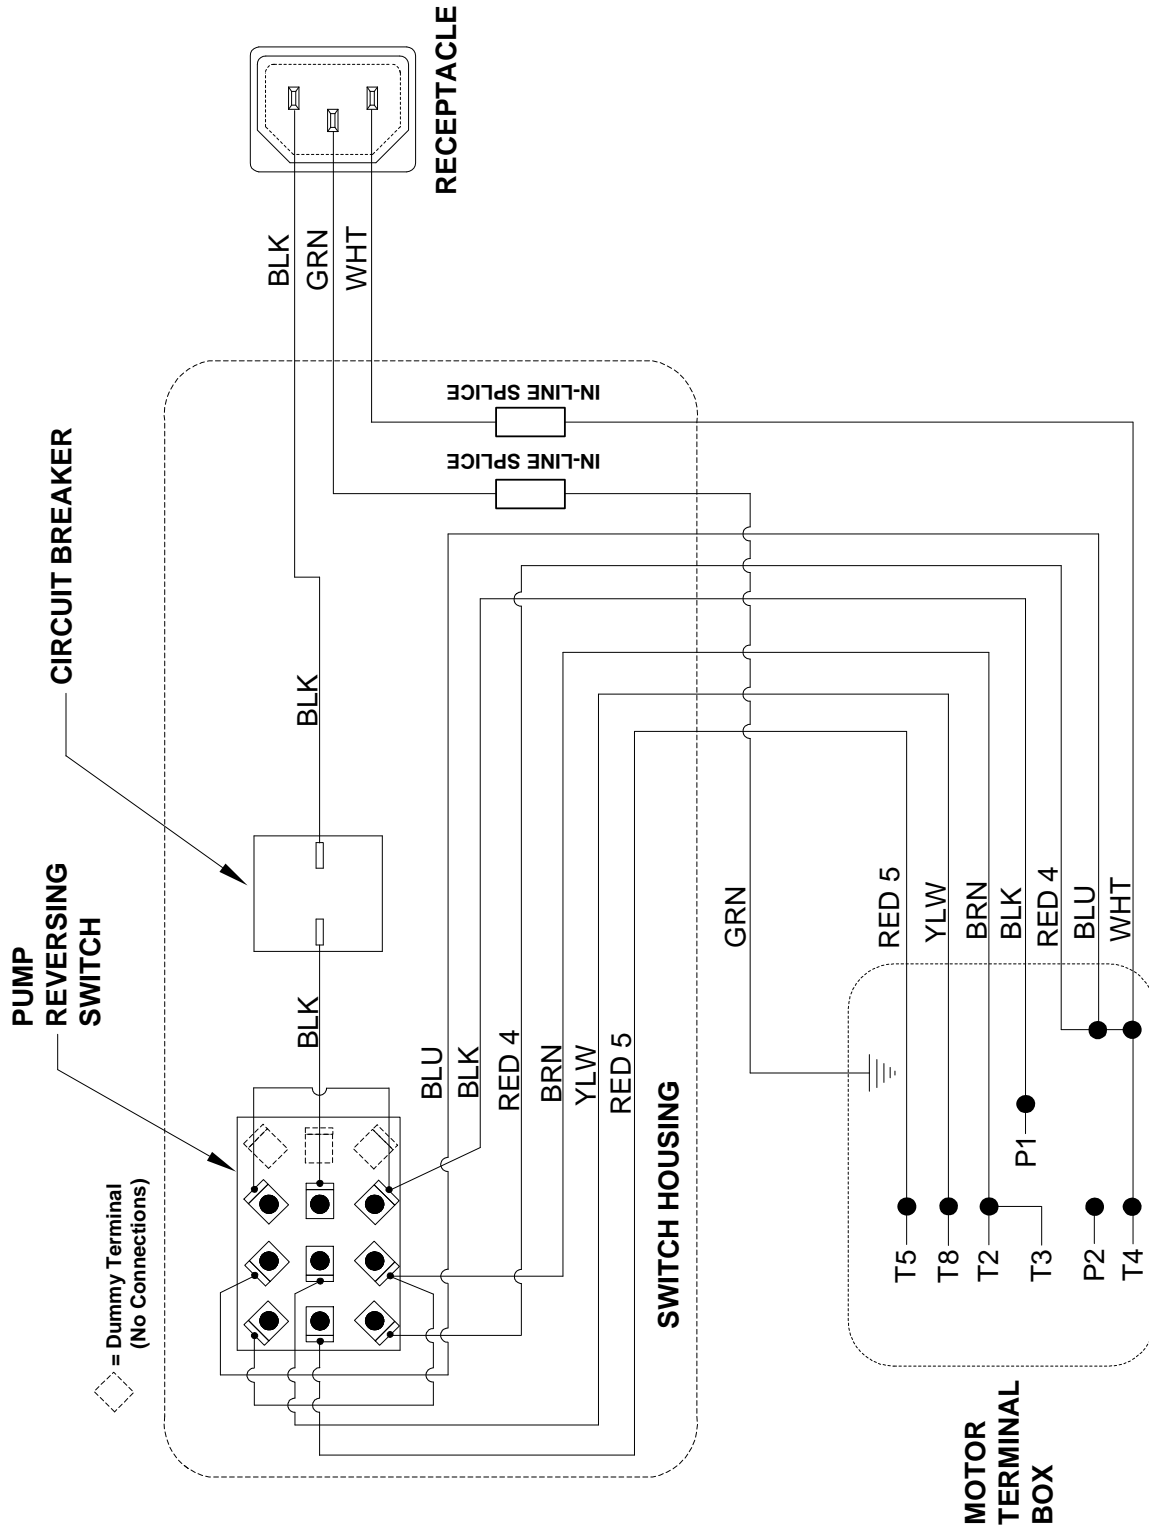 PUMP
REVERSING
SWITCH
CIRCUIT BREAKER
RECEPTACLE
= Dummy Terminal
(No Connections)
BLK
BLK
BLK
GRN
WHT
IN-LINE SPLICE
IN-LINE SPLICE
BLU
BLK
RED 4
BRN
YLW
RED 5
SWITCH HOUSING
GRN
RED 5
YLW
BRN
BLK
RED 4
BLU
WHT
T5
T8
T2
T3
P1
P2
T4
MOTOR
TERMINAL
BOX